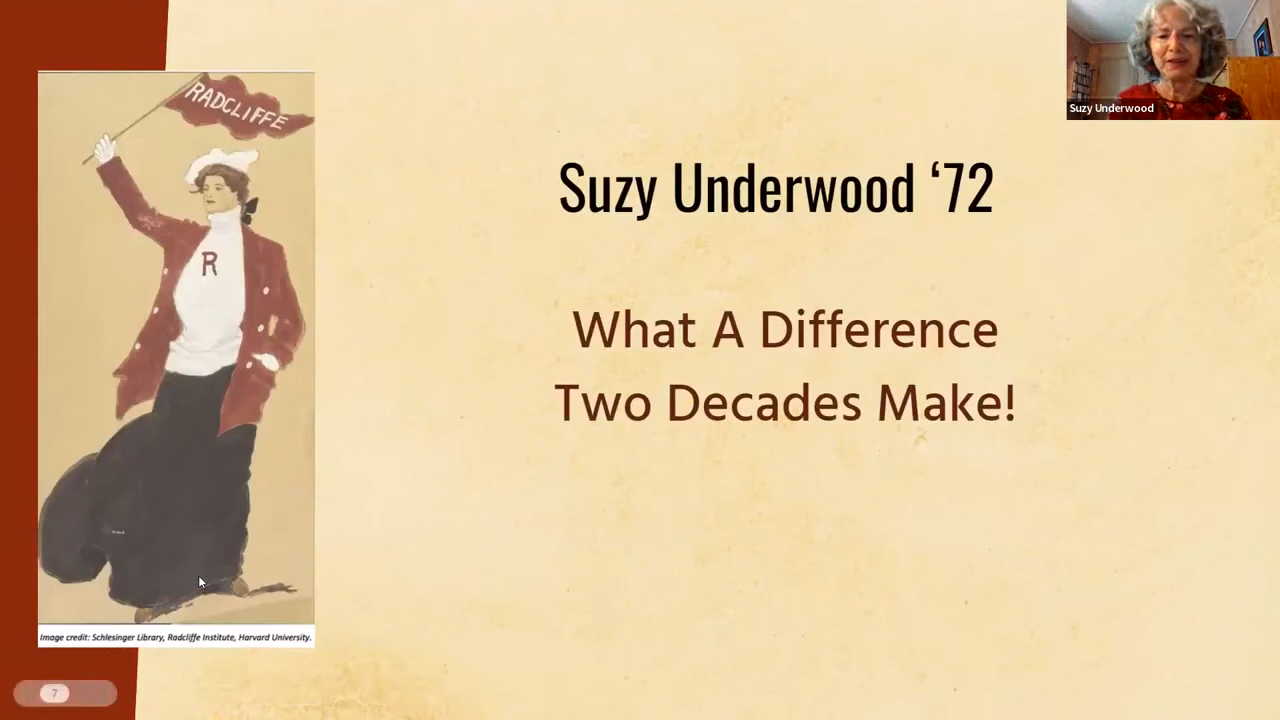 RADCLIFFE
R
Image credit: Schlesinger Library, Radcliffe Institute, Harvard University.
7
Suzy Underwood ‘72
What A Difference
Two Decades Make!
Suzy Underwood